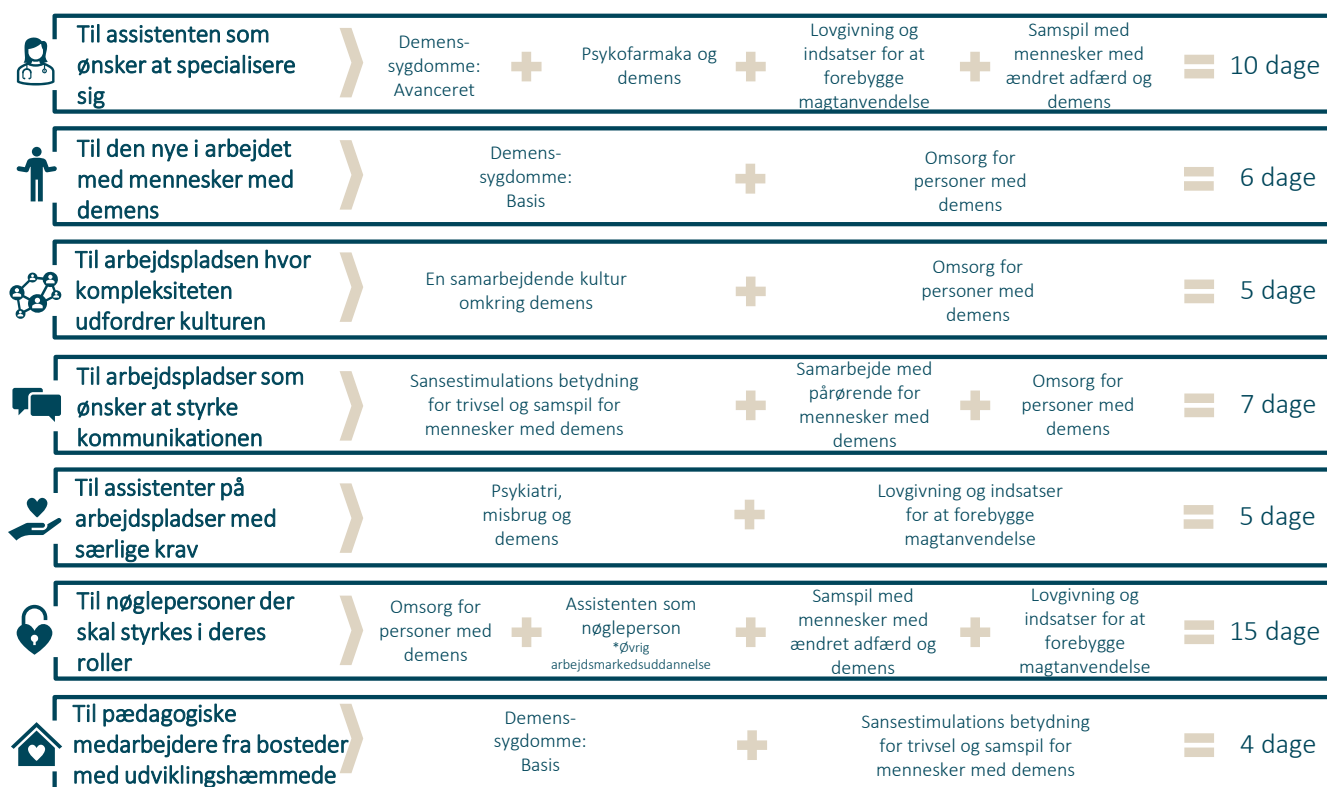 Til assistenten som
ønsker at specialisere
sig
Demens-
sygdomme:
Avanceret
+
Psykofarmaka og
demens
+
Lovgivning og
indsatser for at
forebygge
magtanvendelse
+
Samspil med
mennesker med
ændret adfærd og
demens
=
10 dage
Til den nye i arbejdet
med mennesker med
demens
Demens-
sygdomme:
Basis
+
Omsorg for
personer med
demens
=
6 dage
Til arbejdspladsen hvor
kompleksiteten
udfordrer kulturen
En samarbejdende kultur
omkring demens
+
Omsorg for
personer med
demens
=
5 dage
Til arbejdspladser som
ønsker at styrke
kommunikationen
Sansestimulations betydning
for trivsel og samspil for
mennesker med demens
+
Samarbejde med
pårørende for
mennesker med
demens
+
Omsorg for
personer med
demens
=
7 dage
Til assistenter på
arbejdspladser med
særlige krav
Psykiatri,
misbrug og
demens
+
Lovgivning og indsatser
for at forebygge
magtanvendelse
=
5 dage
Til nøglepersoner der
skal styrkes i deres
roller
Omsorg for
personer med
demens
+
Assistenten som
nøgleperson
*Øvrig
arbejdsmarkedsuddannelse
+
Samspil med
mennesker med
ændret adfærd og
demens
+
Lovgivning og
indsatser for at
forebygge
magtanvendelse
=
15 dage
Til pædagogiske
medarbejdere fra bosteder
med udviklingshæmmede
Demens-
sygdomme:
Basis
+
Sansestimulations betydning
for trivsel og samspil for
mennesker med demens
=
4 dage